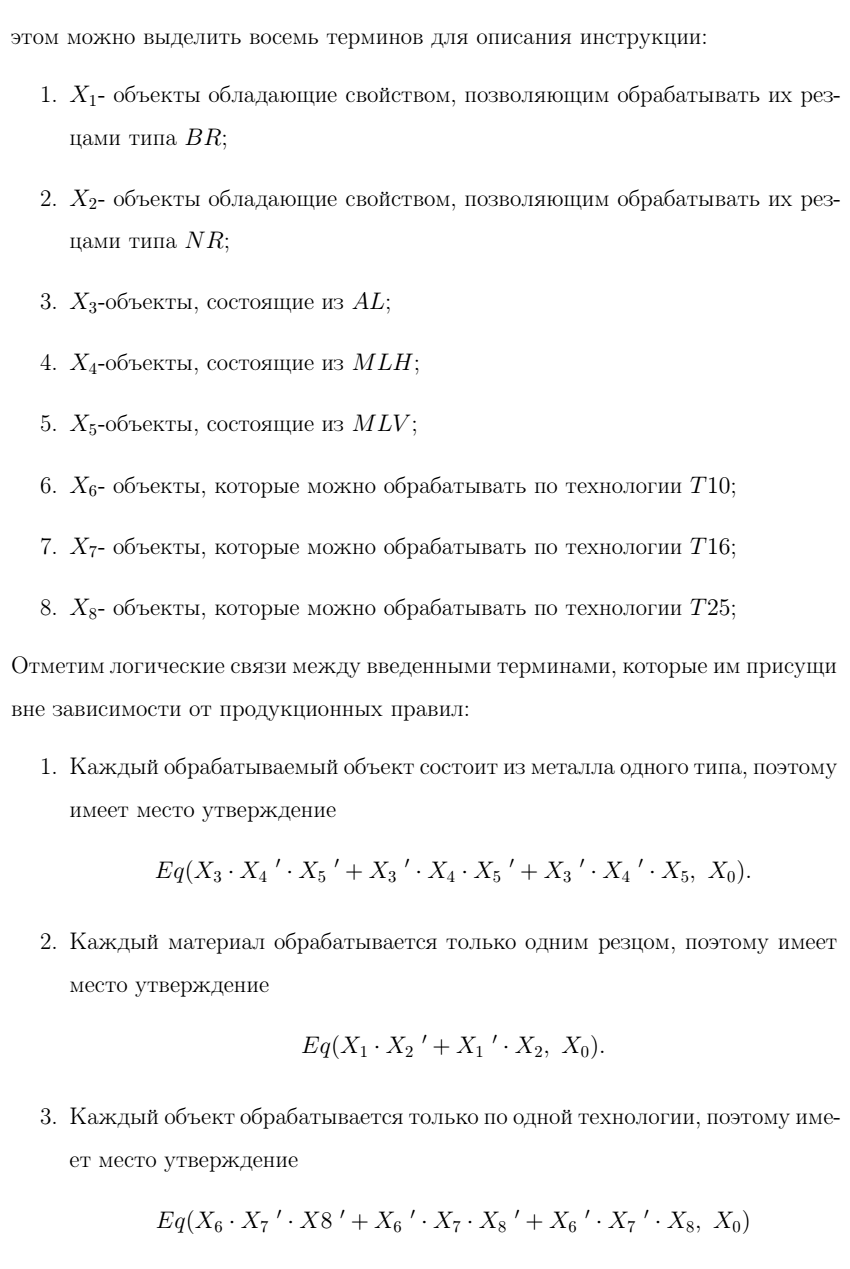 этом можно выделить восемь терминов для описания инструкции:
1. X₁- объекты обладающие свойством, позволяющим обрабатывать их рез-
цами типа BR;
2. X₂- объекты обладающие свойством, позволяющим обрабатывать их рез-
цами типа NR;
3. X₃-объекты, состоящие из AL;
4. X₄-объекты, состоящие из MLH;
5. X₅-объекты, состоящие из MLV;
6. X₆- объекты, которые можно обрабатывать по технологии T10;
7. X₇- объекты, которые можно обрабатывать по технологии T16;
8. X₈- объекты, которые можно обрабатывать по технологии T25;
Отметим логические связи между введенными терминами, которые им присущи
вне зависимости от продукционных правил:
1. Каждый обрабатываемый объект состоит из металла одного типа, поэтому
имеет место утверждение
Eq(X₃ · X₄ ′ · X₅ ′ + X₃ ′ · X₄ · X₅ ′ + X₃ ′ · X₄ ′ · X₅, X₀).
2. Каждый материал обрабатывается только одним резцом, поэтому имеет
место утверждение
Eq(X₁ · X₂ ′ + X₁ ′ · X₂, X₀).
3. Каждый объект обрабатывается только по одной технологии, поэтому име-
ет место утверждение
Eq(X₆ · X₇ ′ · X8 ′ + X₆ ′ · X₇ · X₈ ′ + X₆ ′ · X₇ ′ · X₈, X₀)